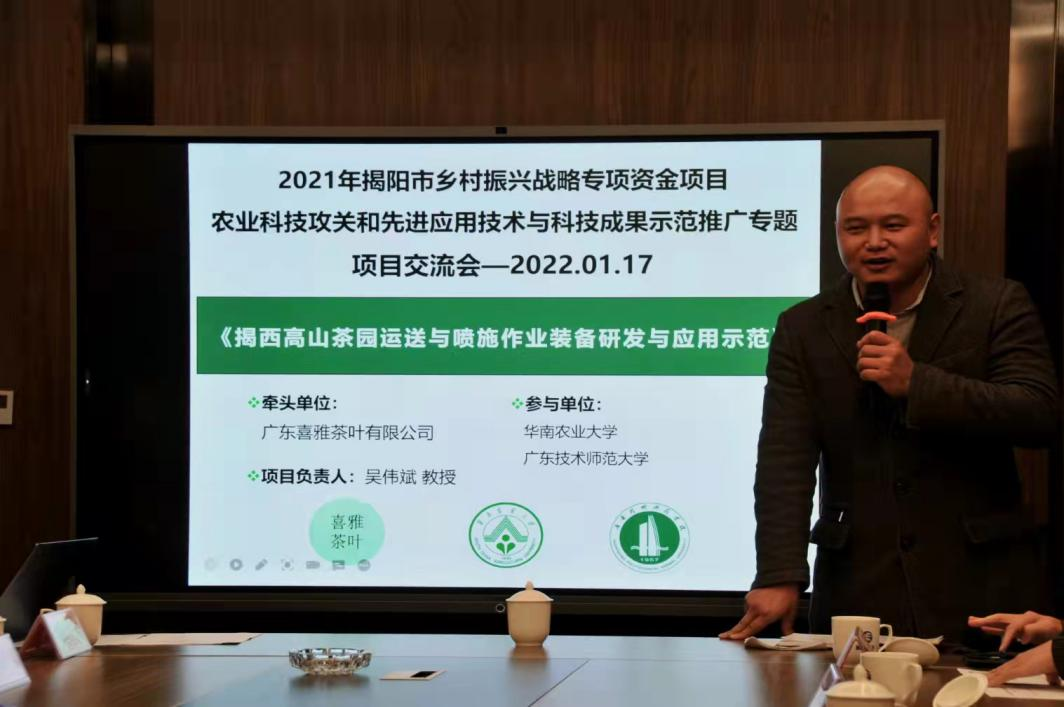 2021年揭阳市乡村振兴战略专项资金项目
农业科技攻关和先进应用技术与科技成果示范推广专题
项目交流会—2022.01.17
《揭西高山茶园运送与喷施作业装备研发与应用示范》
牵头单位：
广东喜雅茶叶有限公司
项目负责人：吴伟斌 教授
参与单位：
华南农业大学
广东技术师范大学
喜雅
茶叶